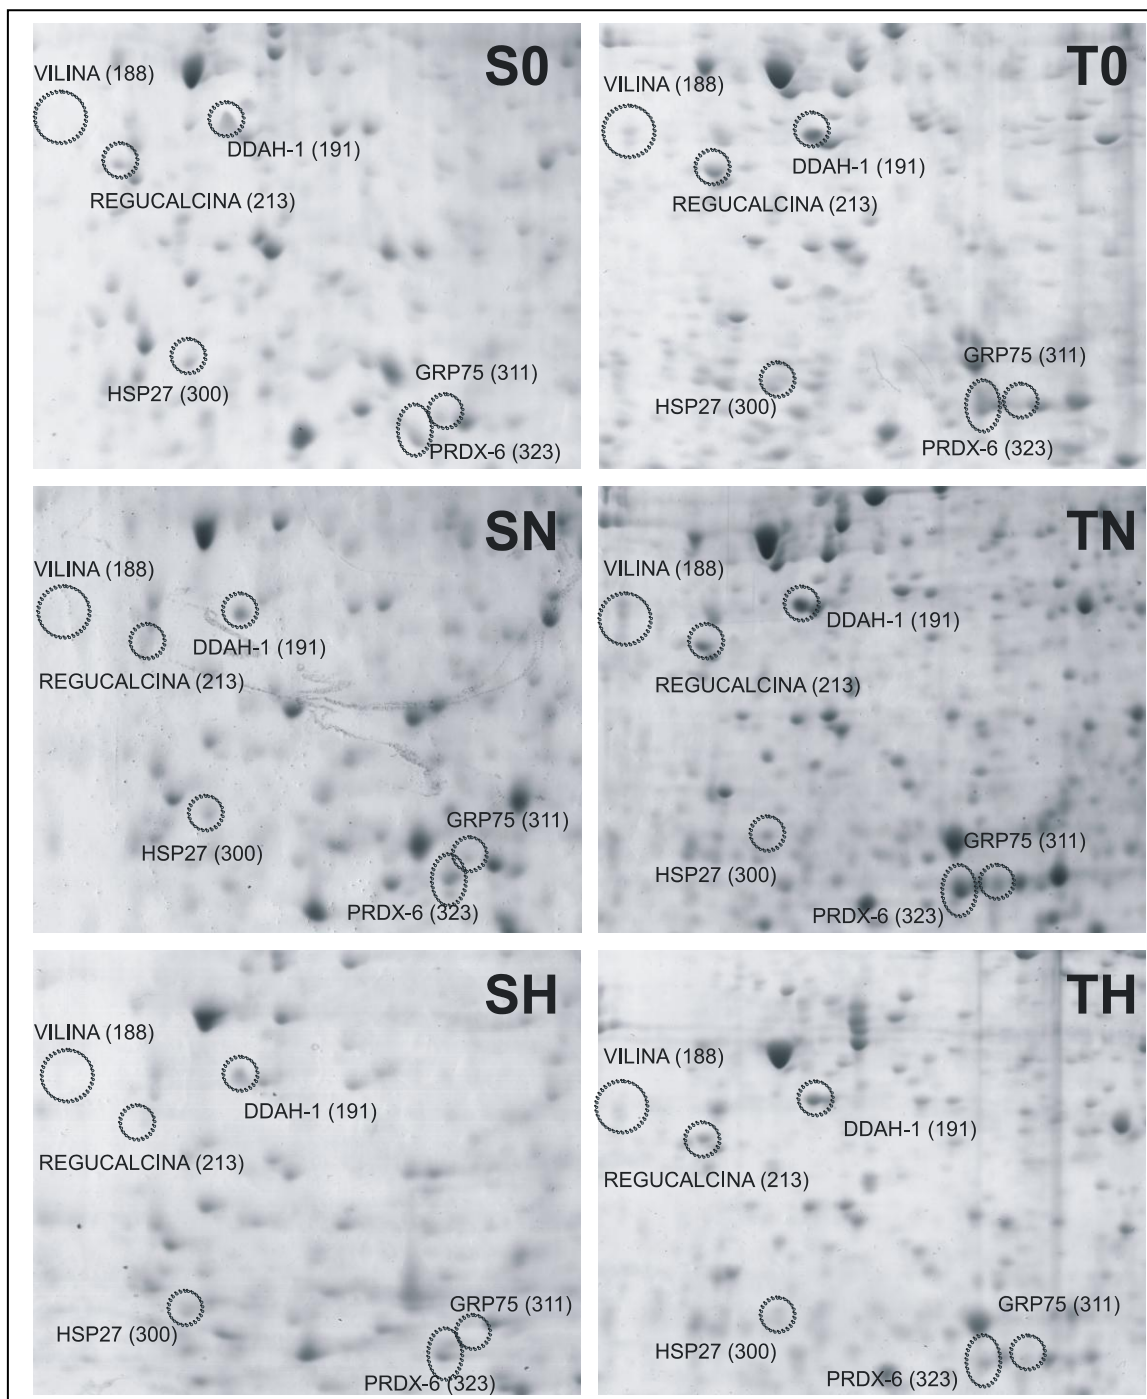 S0
VILINA (188)
DDAH-1 (191)
REGUCALCINA (213)
GRP75 (311)
HSP27 (300)
PRDX-6 (323)
T0
VILINA (188)
DDAH-1 (191)
REGUCALCINA (213)
GRP75 (311)
HSP27 (300)
PRDX-6 (323)
SN
VILINA (188)
DDAH-1 (191)
REGUCALCINA (213)
GRP75 (311)
HSP27 (300)
PRDX-6 (323)
TN
VILINA (188)
DDAH-1 (191)
REGUCALCINA (213)
GRP75 (311)
HSP27 (300)
PRDX-6 (323)
SH
VILINA (188)
DDAH-1 (191)
REGUCALCINA (213)
GRP75 (311)
HSP27 (300)
PRDX-6 (323)
TH
VILINA (188)
DDAH-1 (191)
REGUCALCINA (213)
GRP75 (311)
HSP27 (300)
PRDX-6 (323)